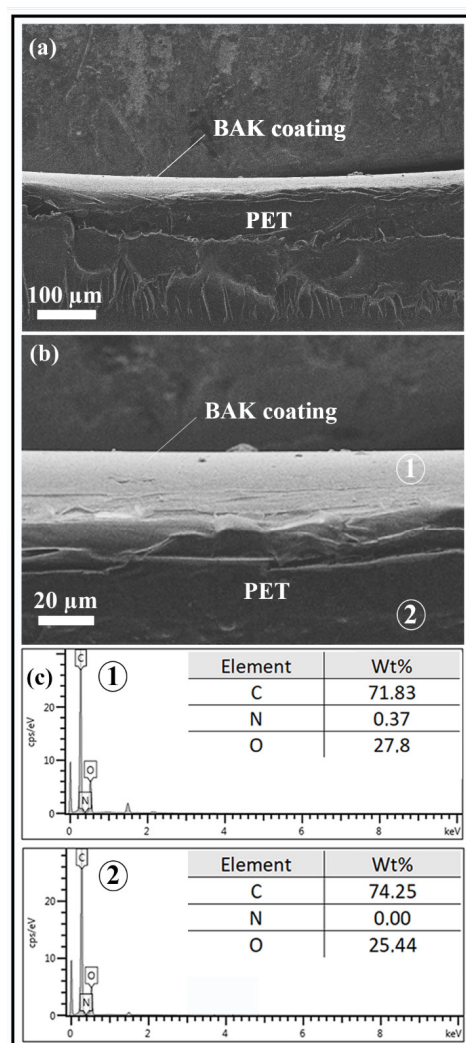 (a)
BAK coating
PET
100 µm
(b)
BAK coating
1
PET
20 µm
2
(c)
1
C
O
N
cps/eV
20
10
0
0 2 4 6 8 keV
Element Wt%
C 71.83
N 0.37
O 27.8
2
C
O
N
cps/eV
20
10
0
0 2 4 6 8 keV
Element Wt%
C 74.25
N 0.00
O 25.44